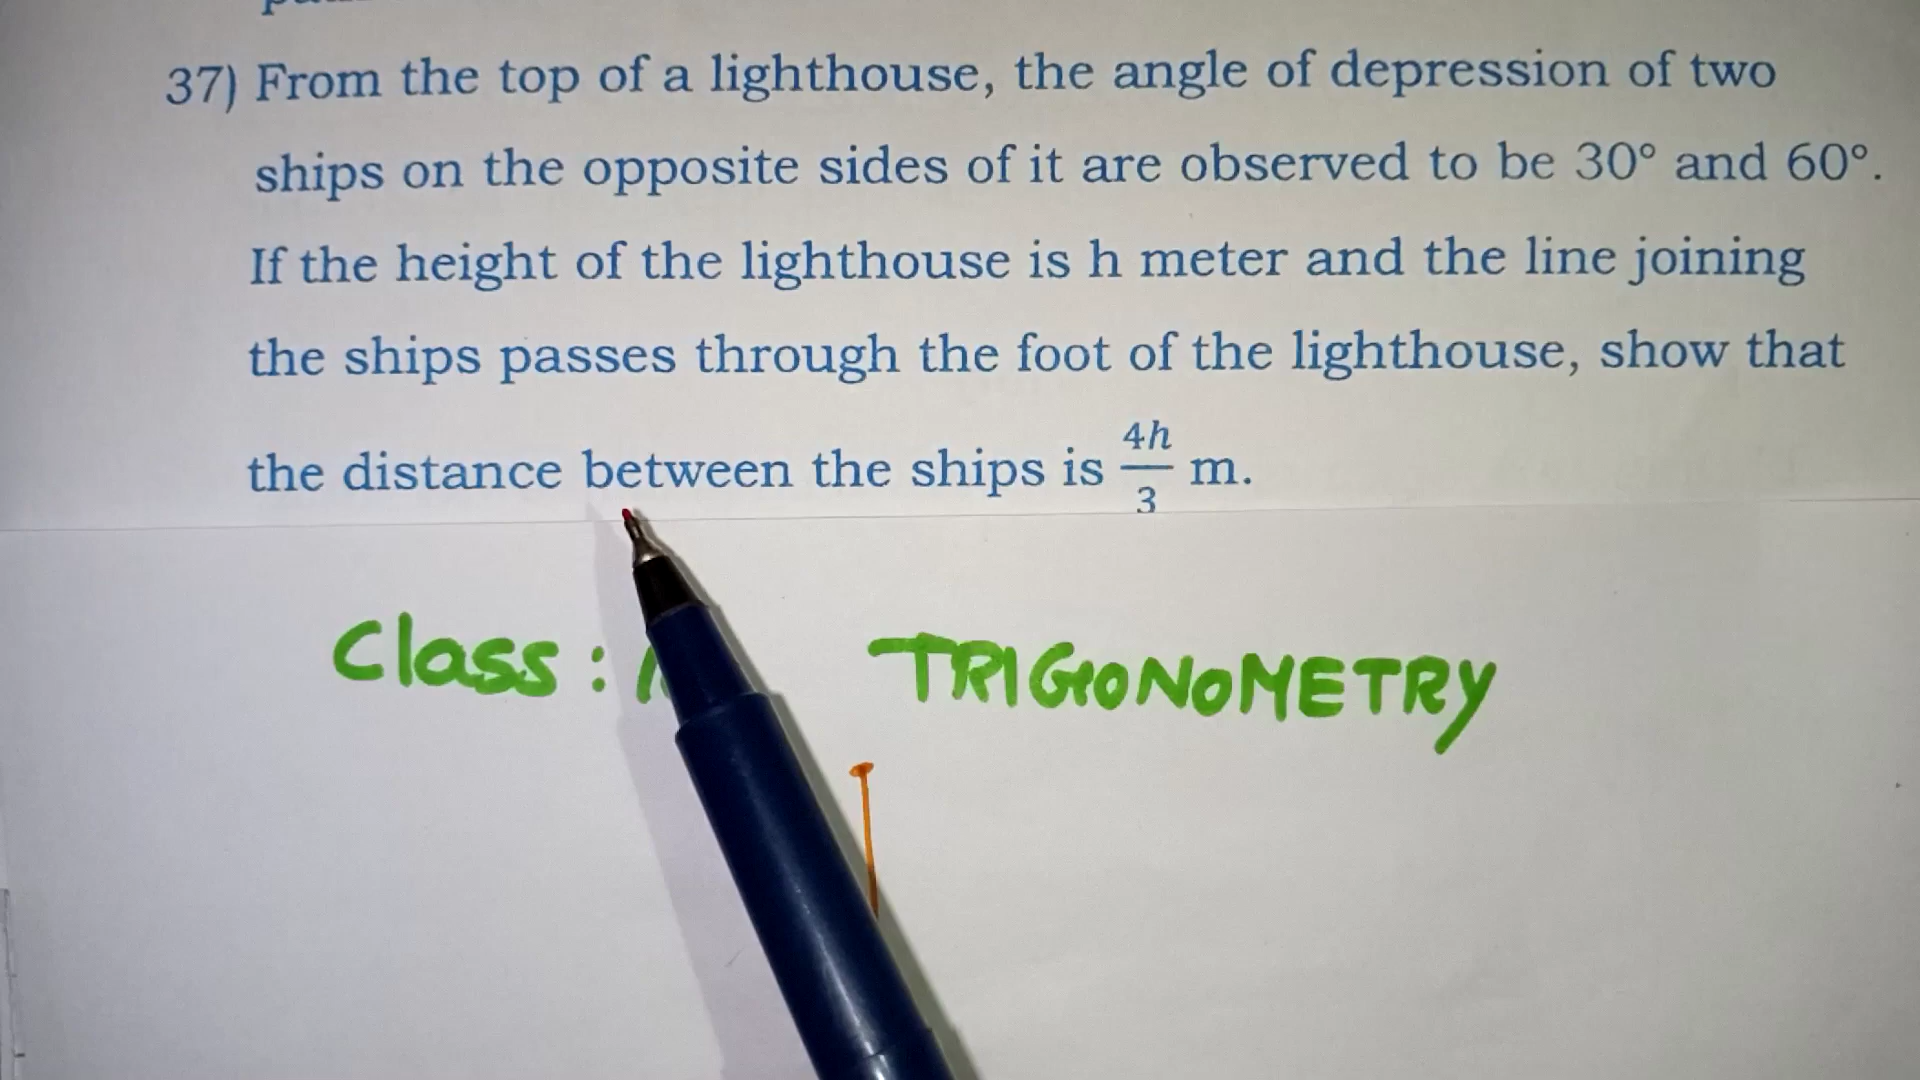 37) From the top of a lighthouse, the angle of depression of two
ships on the opposite sides of it are observed to be 30° and 60°.
If the height of the lighthouse is h meter and the line joining
the ships passes through the foot of the lighthouse, show that
the distance between the ships is 4h/3 m.
Class : TRIGONOMETRY